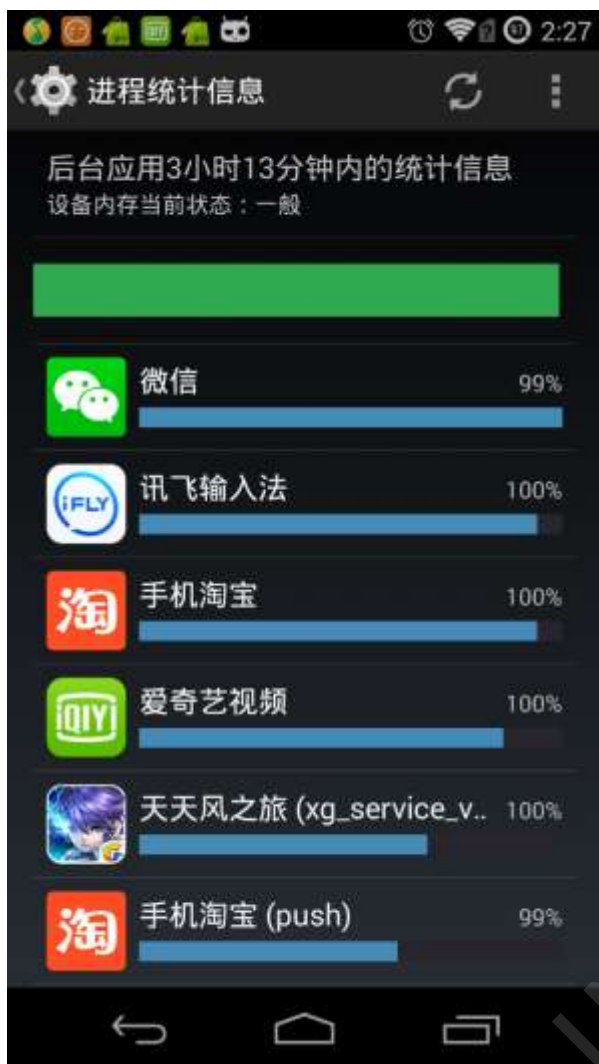 2:27
进程统计信息
后台应用3小时13分钟内的统计信息
设备内存当前状态：一般
微信 99%
iFLY 讯飞输入法 100%
淘 手机淘宝 100%
iQIYI 爱奇艺视频 100%
天天风之旅 (xg_service_v.. 100%
淘 手机淘宝 (push) 99%